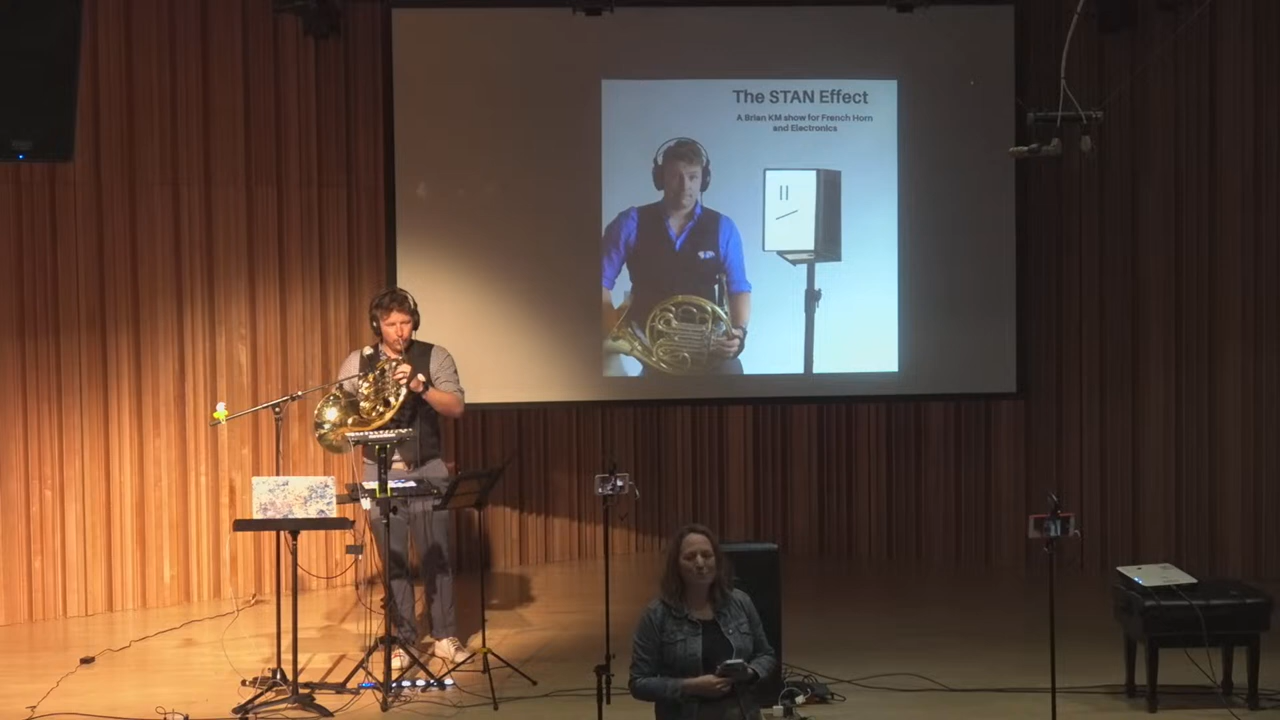 The STAN Effect
A Brian KM show for French Horn
and Electronics